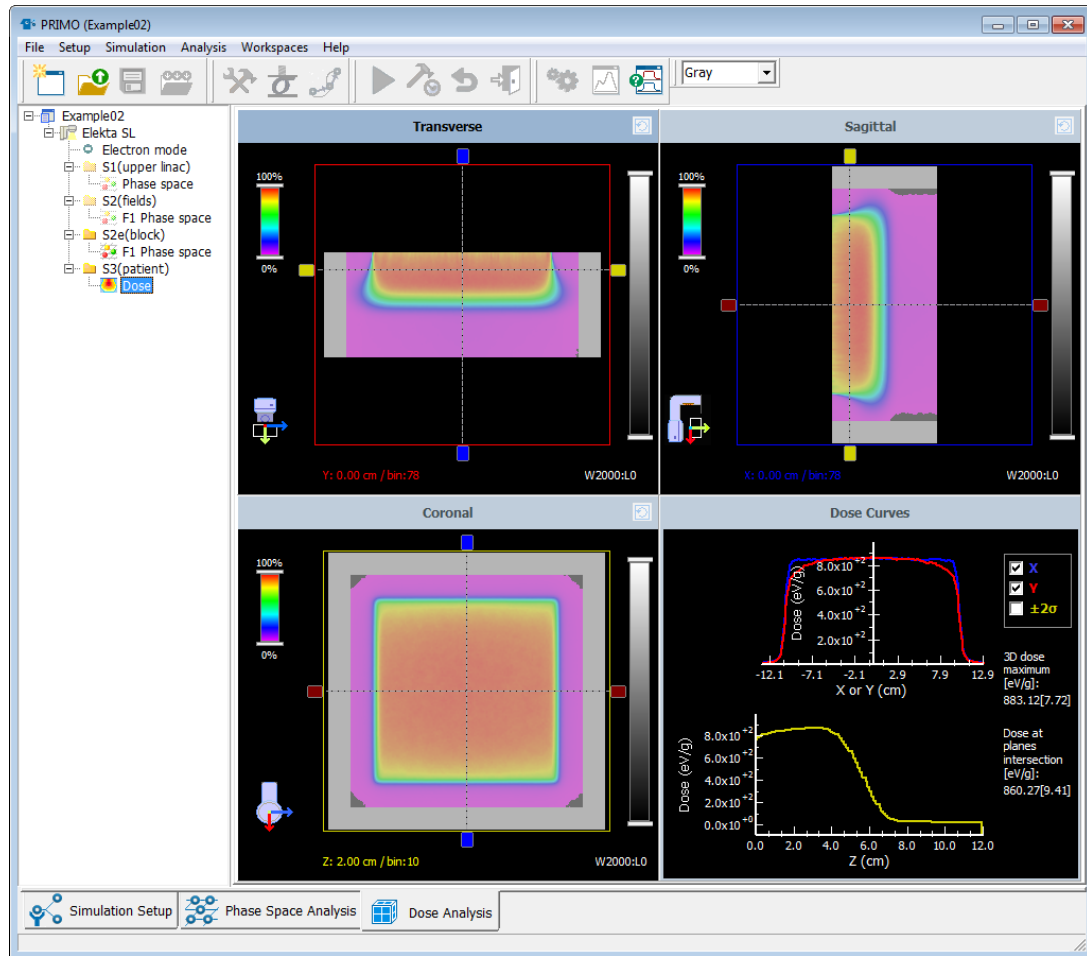 PRIMO (Example02)
File Setup Simulation Analysis Workspaces Help
Gray
Example02
Elekta SL
Electron mode
S1(upper linac)
Phase space
S2(fields)
F1 Phase space
S2e(block)
F1 Phase space
S3(patient)
Dose
Transverse
100%
0%
Y: 0.00 cm / bin:78
W2000:L0
Sagittal
100%
0%
X: 0.00 cm / bin:78
W2000:L0
Coronal
100%
0%
Z: 2.00 cm / bin:10
W2000:L0
Dose Curves
Dose (eV/g)
8.0x10 +2
6.0x10 +2
4.0x10 +2
2.0x10 +2
-12.1 -7.1 -2.1 2.9 7.9 12.9
X or Y (cm)
X
Y
±2σ
3D dose
maximum
[eV/g]:
883.12[7.72]
Dose at
planes
intersection
[eV/g]:
860.27[9.41]
Dose (eV/g)
8.0x10 +2
6.0x10 +2
4.0x10 +2
2.0x10 +2
0.0x10 +0
0.0 2.0 4.0 6.0 8.0 10.0 12.0
Z (cm)
Simulation Setup Phase Space Analysis Dose Analysis